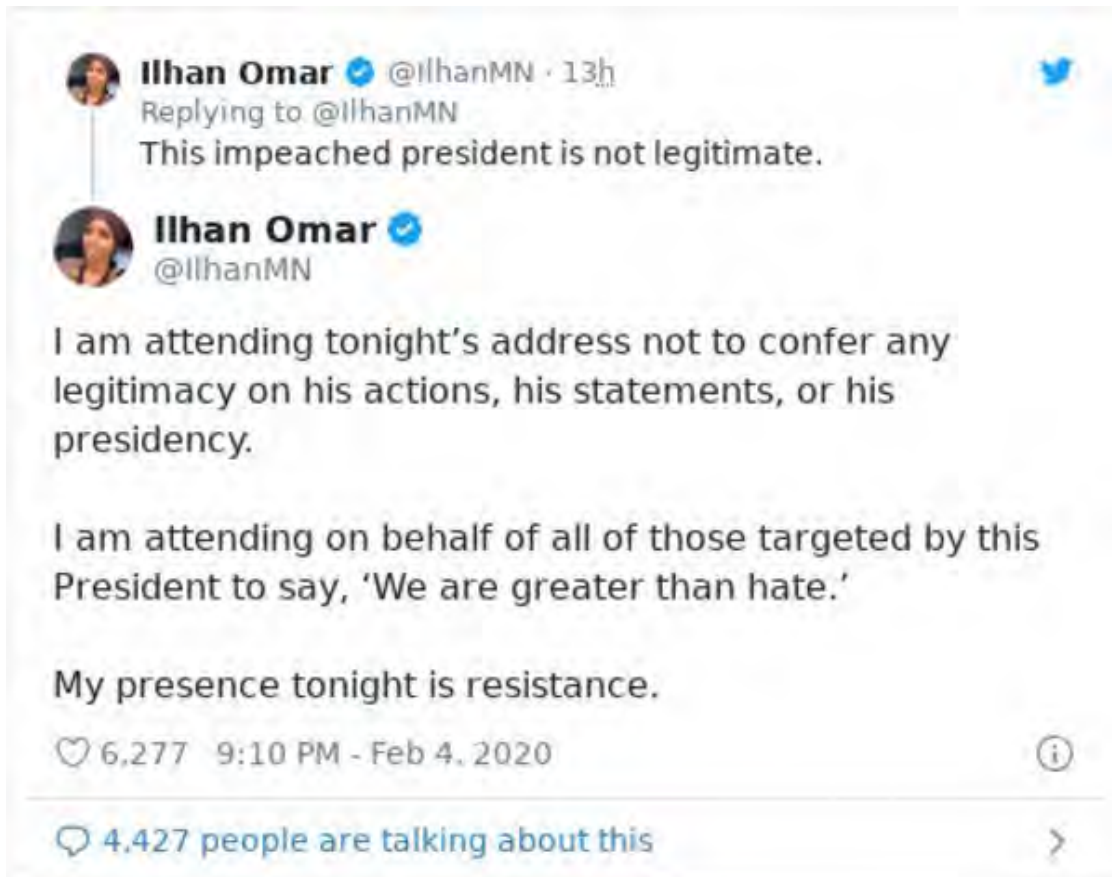 Ilhan Omar @IlhanMN · 13h
Replying to @IlhanMN
This impeached president is not legitimate.
Ilhan Omar
@IlhanMN
I am attending tonight’s address not to confer any
legitimacy on his actions, his statements, or his
presidency.
I am attending on behalf of all of those targeted by this
President to say, ‘We are greater than hate.’
My presence tonight is resistance.
6,277 9:10 PM - Feb 4, 2020
4,427 people are talking about this